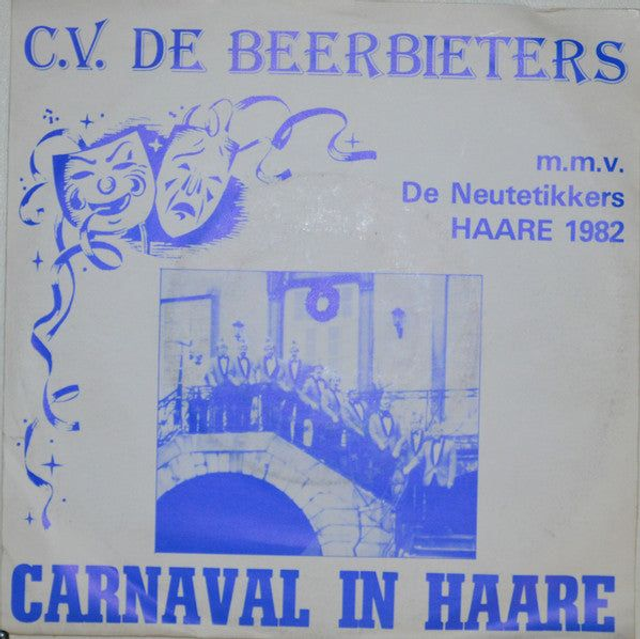 C.V. DE BEERBIETERS
m.m.v.
De Neutetikkers
HAARE 1982
CARNAVAL IN HAARE